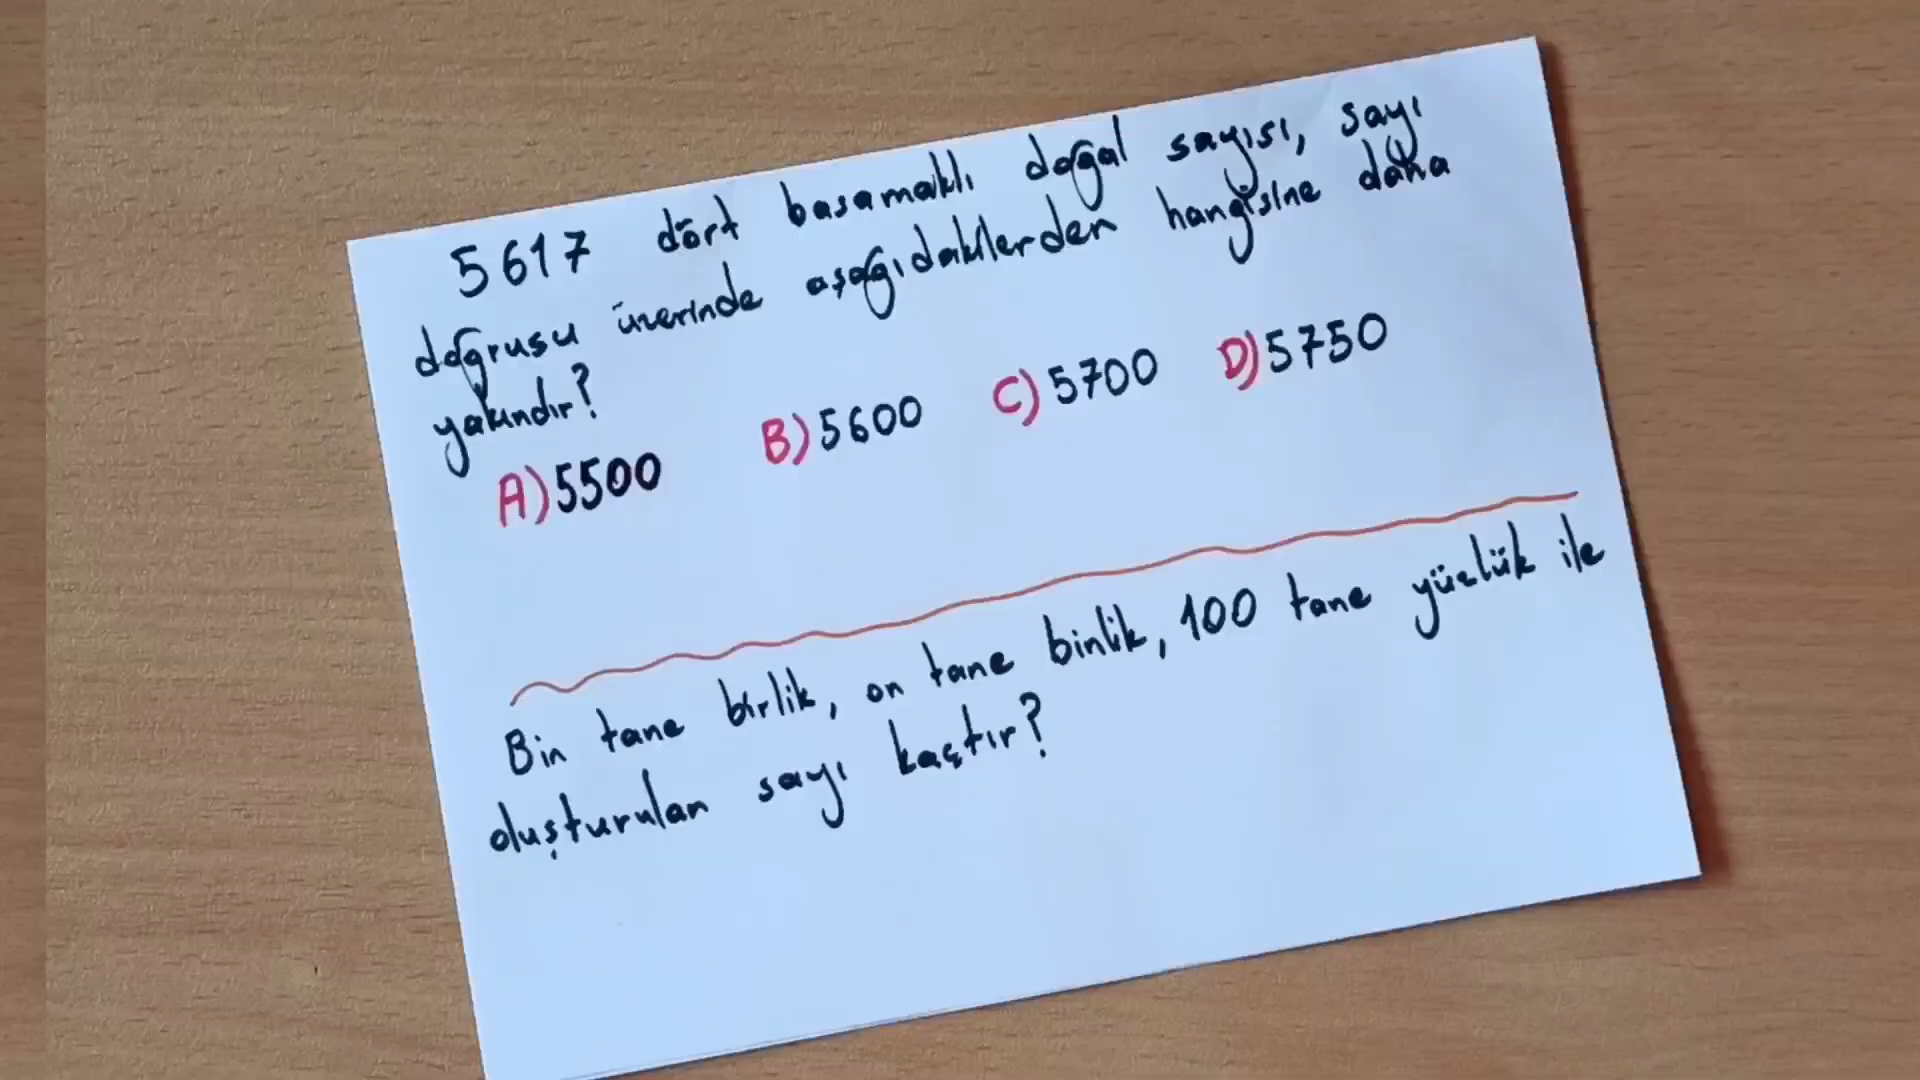 5617 dört basamaklı doğal sayısı, sayı
doğrusu üzerinde aşağıdakilerden hangisine daha
yakındır?
A) 5500 B) 5600 C) 5700 D) 5750
Bin tane birlik, on tane binlik, 100 tane yüzlük ile
oluşturulan sayı kaçtır?